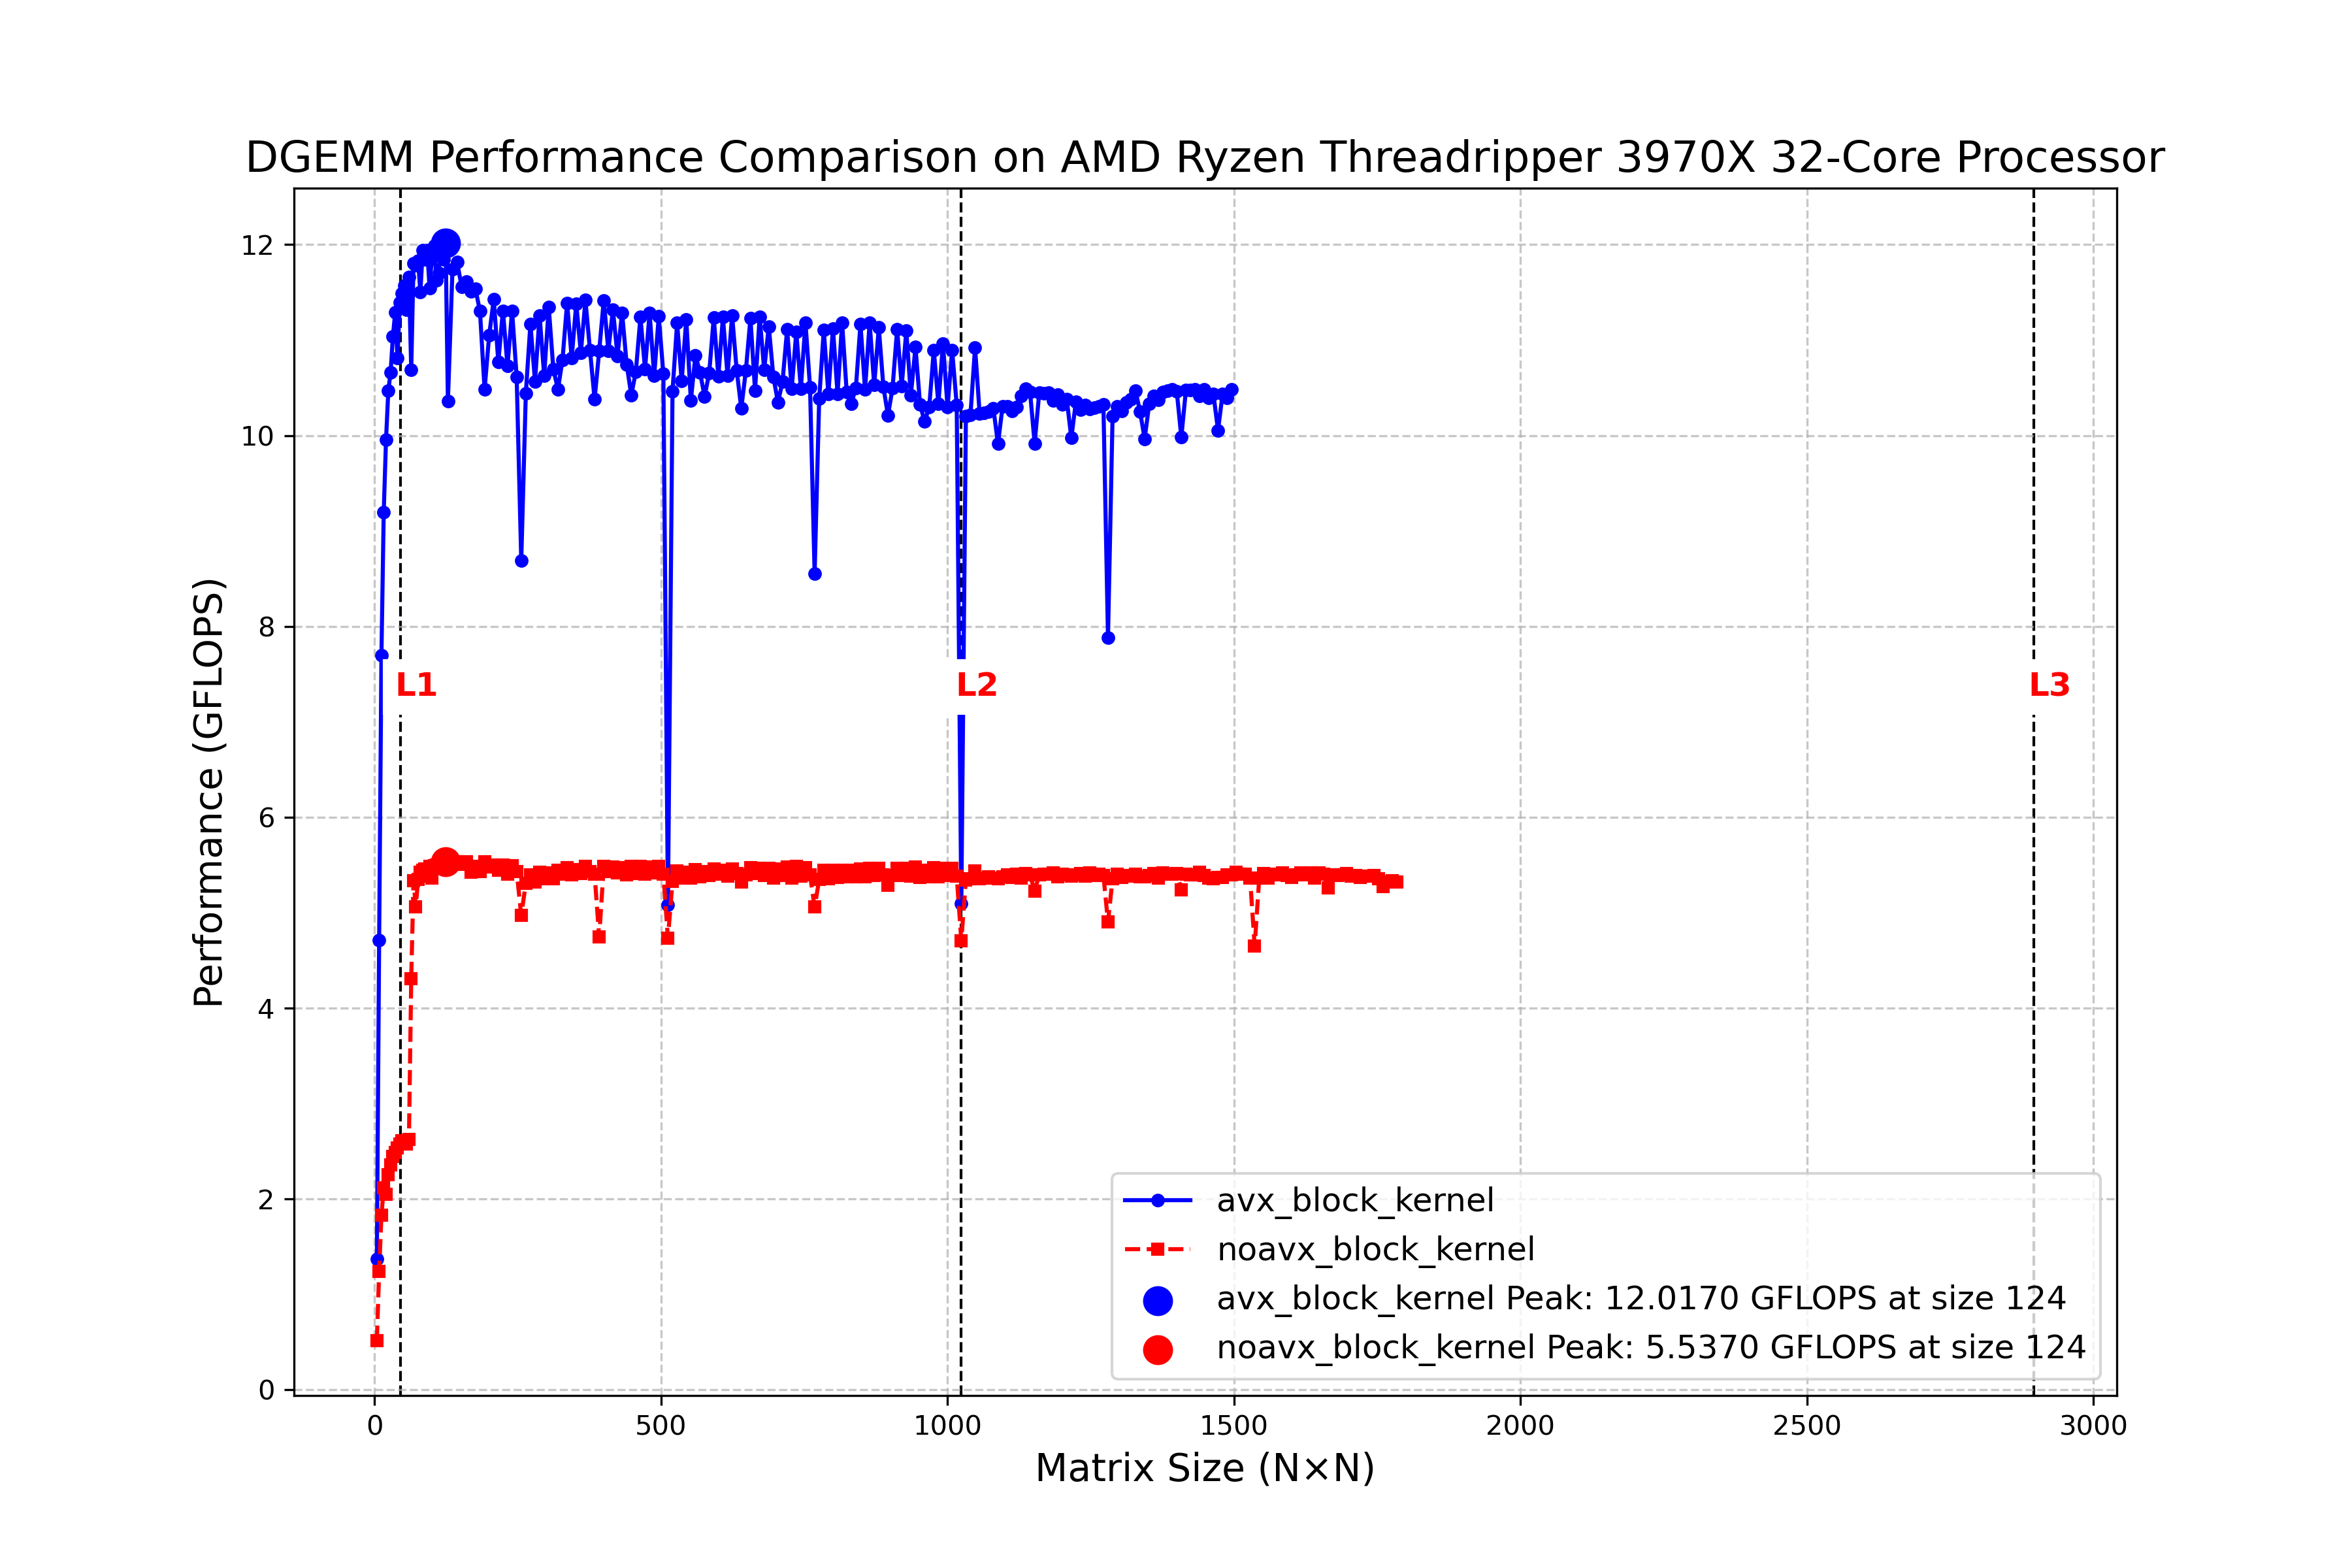 DGEMM Performance Comparison on AMD Ryzen Threadripper 3970X 32-Core Processor
Performance (GFLOPS)
12
10
8
6
4
2
0
L1
L2
L3
avx_block_kernel
noavx_block_kernel
avx_block_kernel Peak: 12.0170 GFLOPS at size 124
noavx_block_kernel Peak: 5.5370 GFLOPS at size 124
0 500 1000 1500 2000 2500 3000
Matrix Size (N×N)